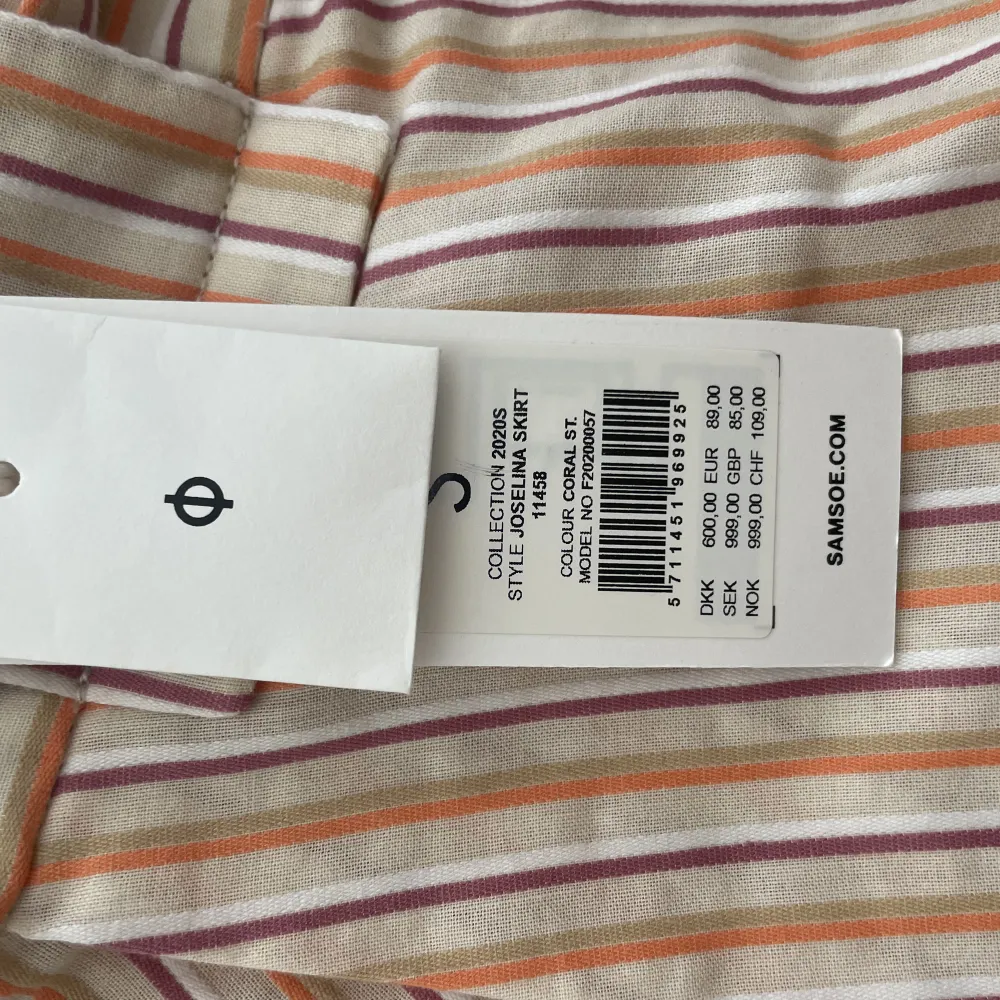 S
COLLECTION 2020S
STYLE JOSELINA SKIRT
11458
COLOUR CORAL ST.
MODEL NO F20200057
5 711451 969925
DKK 600,00 EUR 89,00
SEK 999,00 GBP 85,00
NOK 999,00 CHF 109,00
SAMSOE.COM